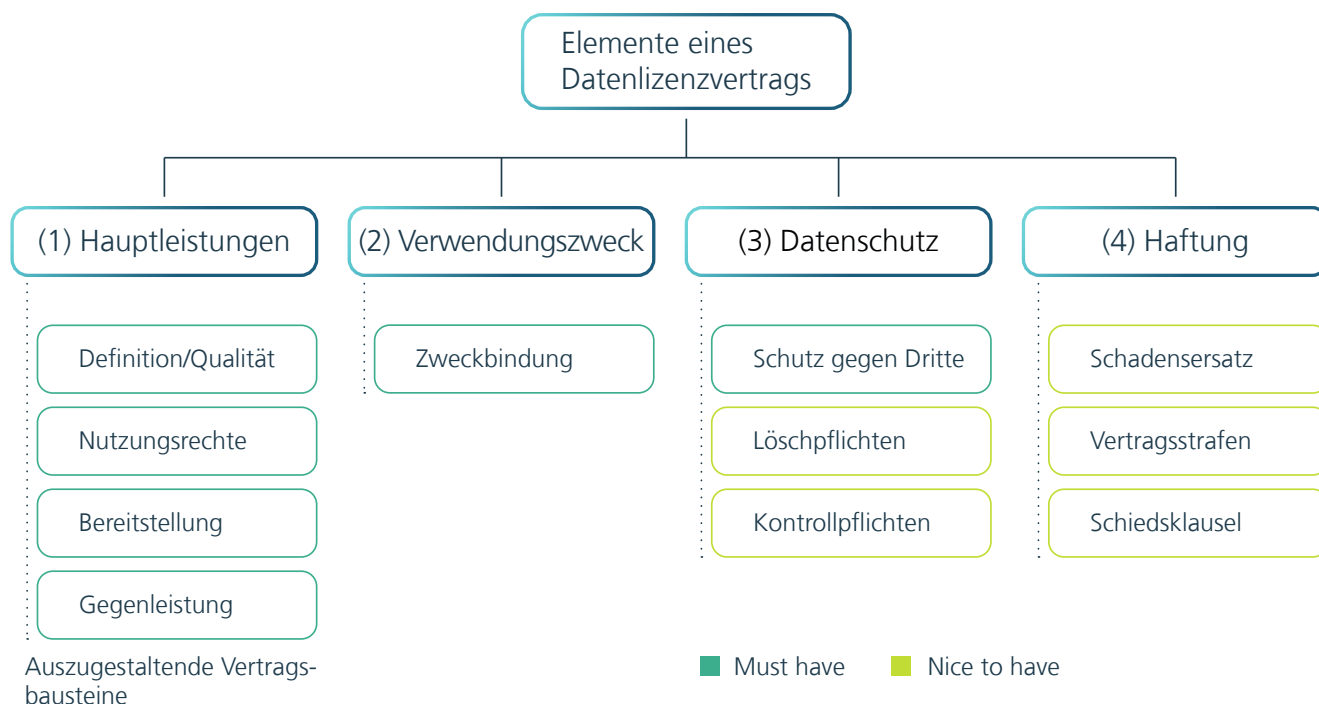 Elemente eines
Datenlizenzvertrags
(1) Hauptleistungen
(2) Verwendungszweck
(3) Datenschutz
(4) Haftung
Definition/Qualität
Nutzungsrechte
Bereitstellung
Gegenleistung
Zweckbindung
Schutz gegen Dritte
Löschpflichten
Kontrollpflichten
Schadensersatz
Vertragsstrafen
Schiedsklausel
Auszugestaltende Vertrags-
bausteine
Must have
Nice to have